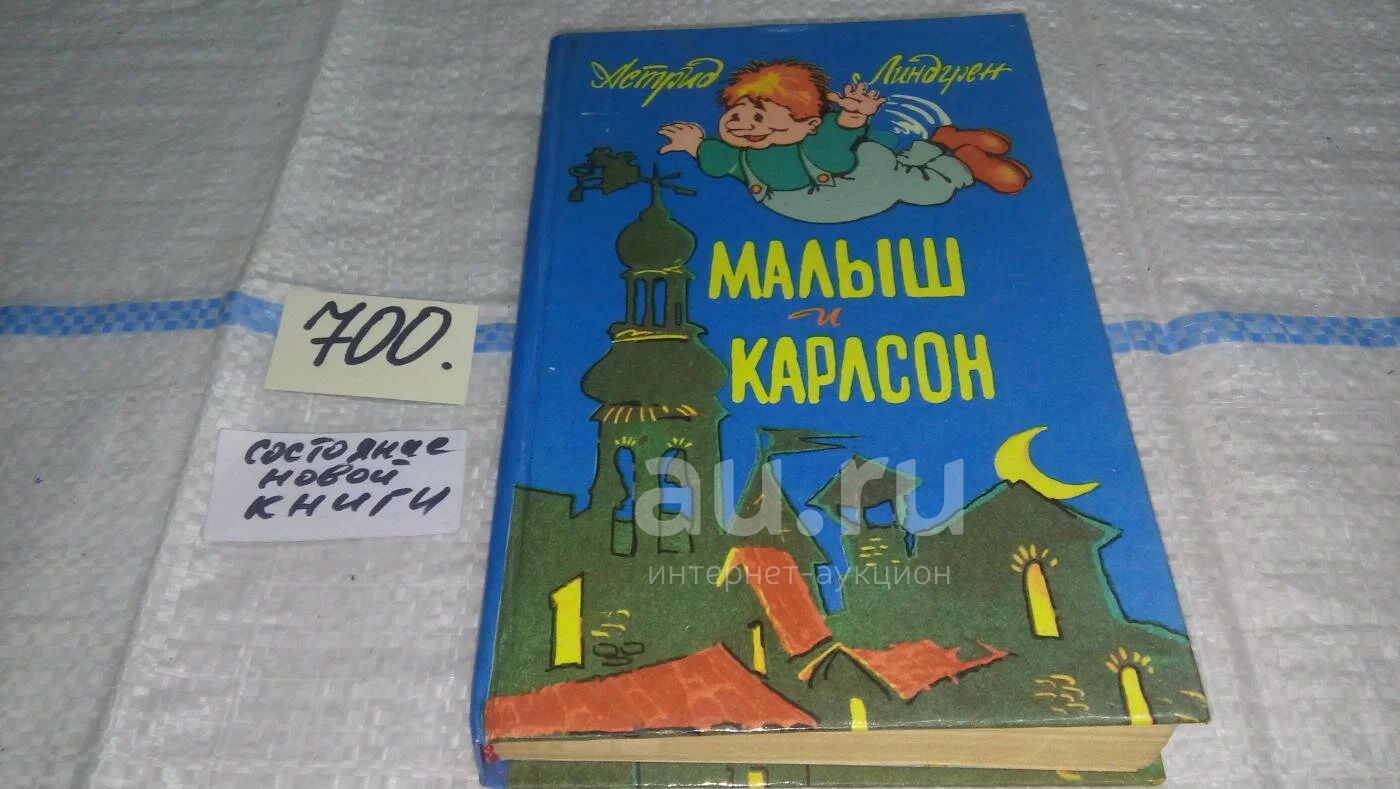 Астрид Линдгрен
МАЛЫШ
и
КАРЛСОН
700.
состояние
новой
книги
au.ru
интернет-аукцион